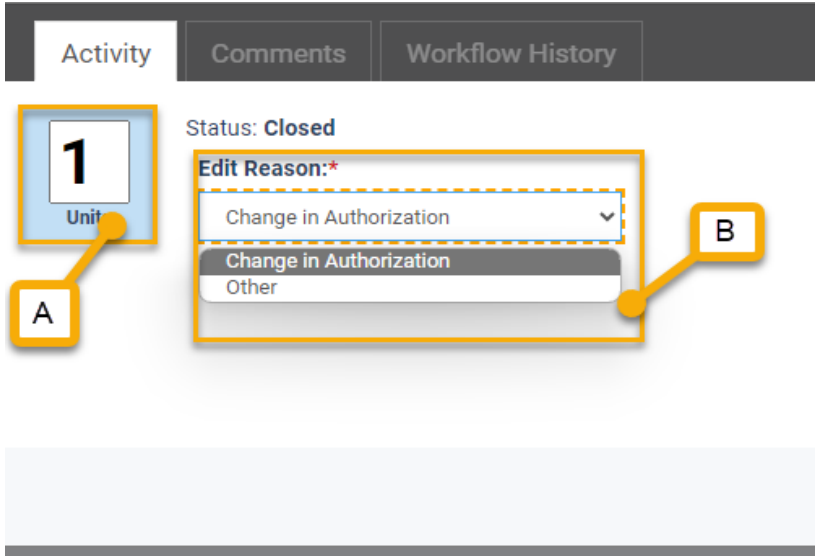 Activity Comments Workflow History
1
Status: Closed
Edit Reason:*
Change in Authorization
Change in Authorization
Other
A
B